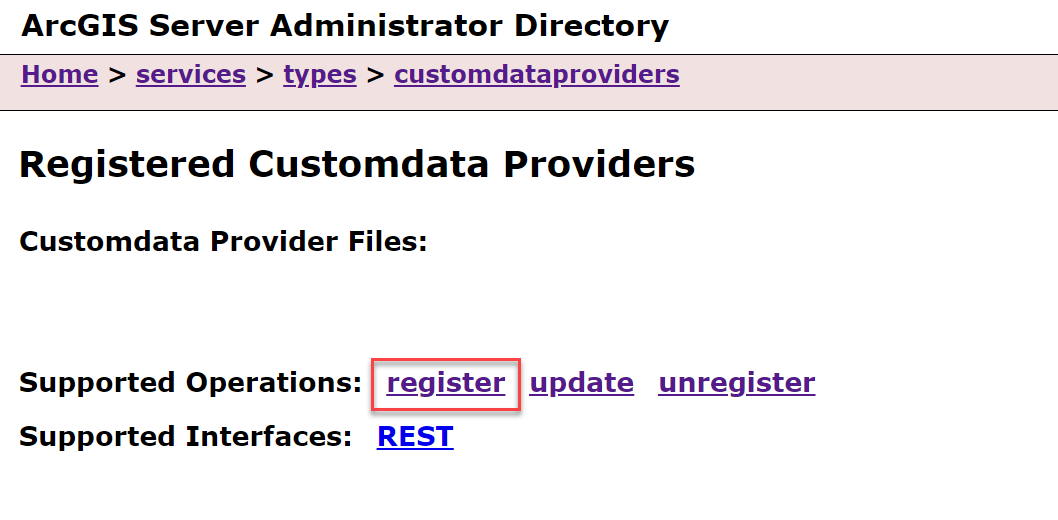 ArcGIS Server Administrator Directory
Home > services > types > customdataproviders
Registered Customdata Providers
Customdata Provider Files:
Supported Operations: register update unregister
Supported Interfaces: REST